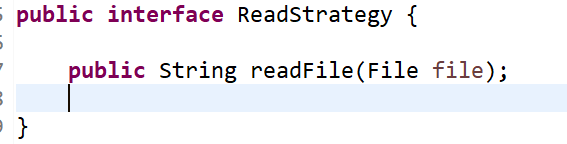 public interface ReadStrategy {
public String readFile(File file);
}